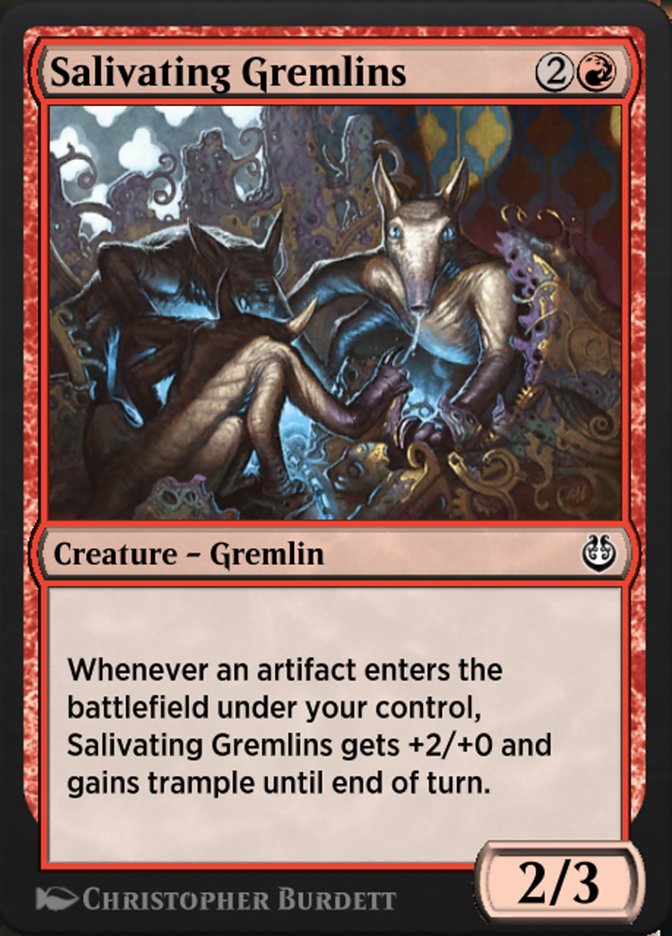 Salivating Gremlins 2
Creature – Gremlin
Whenever an artifact enters the
battlefield under your control,
Salivating Gremlins gets +2/+0 and
gains trample until end of turn.
2/3
Christopher Burdett